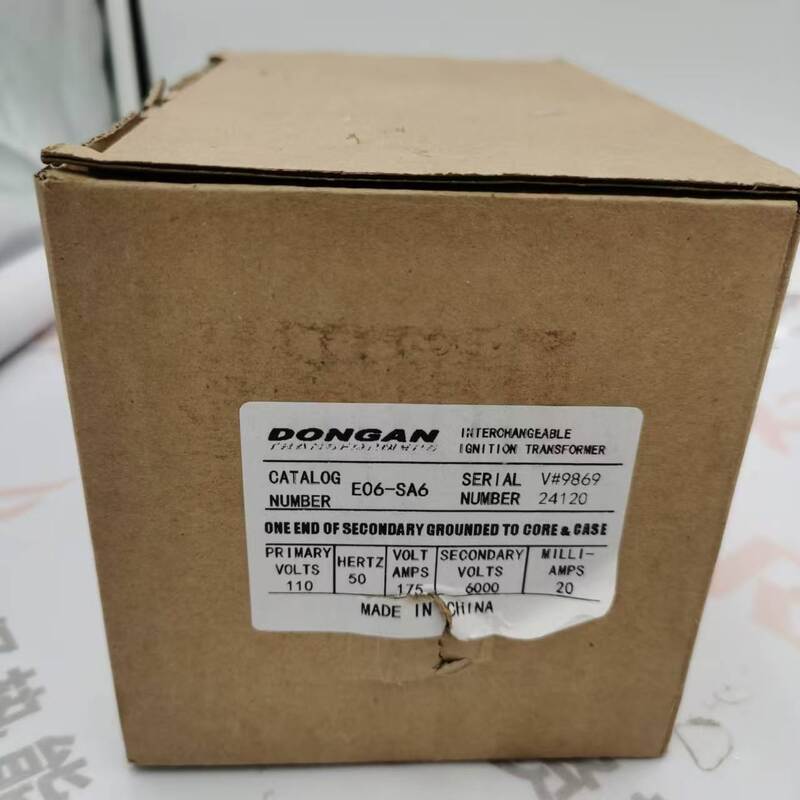 DONGAN
TRANSFORMERS
INTERCHANGEABLE
IGNITION TRANSFORMER
CATALOG NUMBER E06-SA6
SERIAL NUMBER V#9869 24120
ONE END OF SECONDARY GROUNDED TO CORE & CASE
PRIMARY VOLTS 110
HERTZ 50
VOLT AMPS 175
SECONDARY VOLTS 6000
MILLI-AMPS 20
MADE IN CHINA